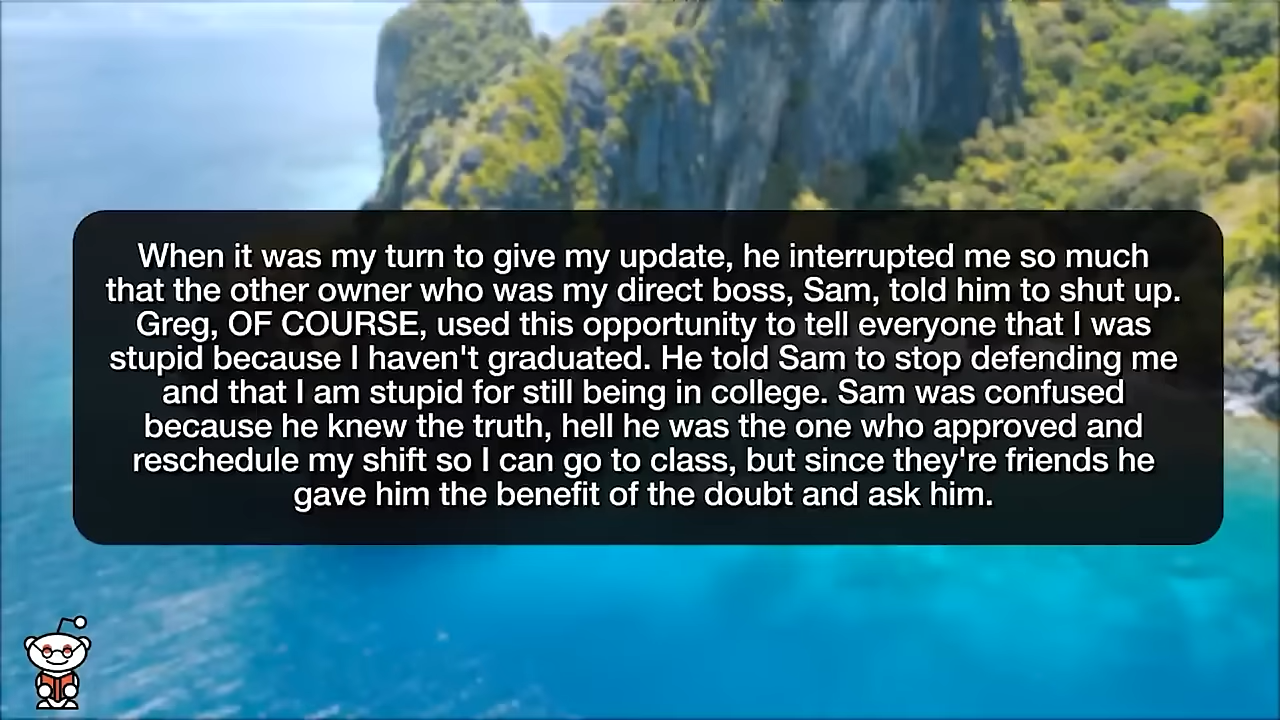 When it was my turn to give my update, he interrupted me so much
that the other owner who was my direct boss, Sam, told him to shut up.
Greg, OF COURSE, used this opportunity to tell everyone that I was
stupid because I haven't graduated. He told Sam to stop defending me
and that I am stupid for still being in college. Sam was confused
because he knew the truth, hell he was the one who approved and
reschedule my shift so I can go to class, but since they're friends he
gave him the benefit of the doubt and ask him.